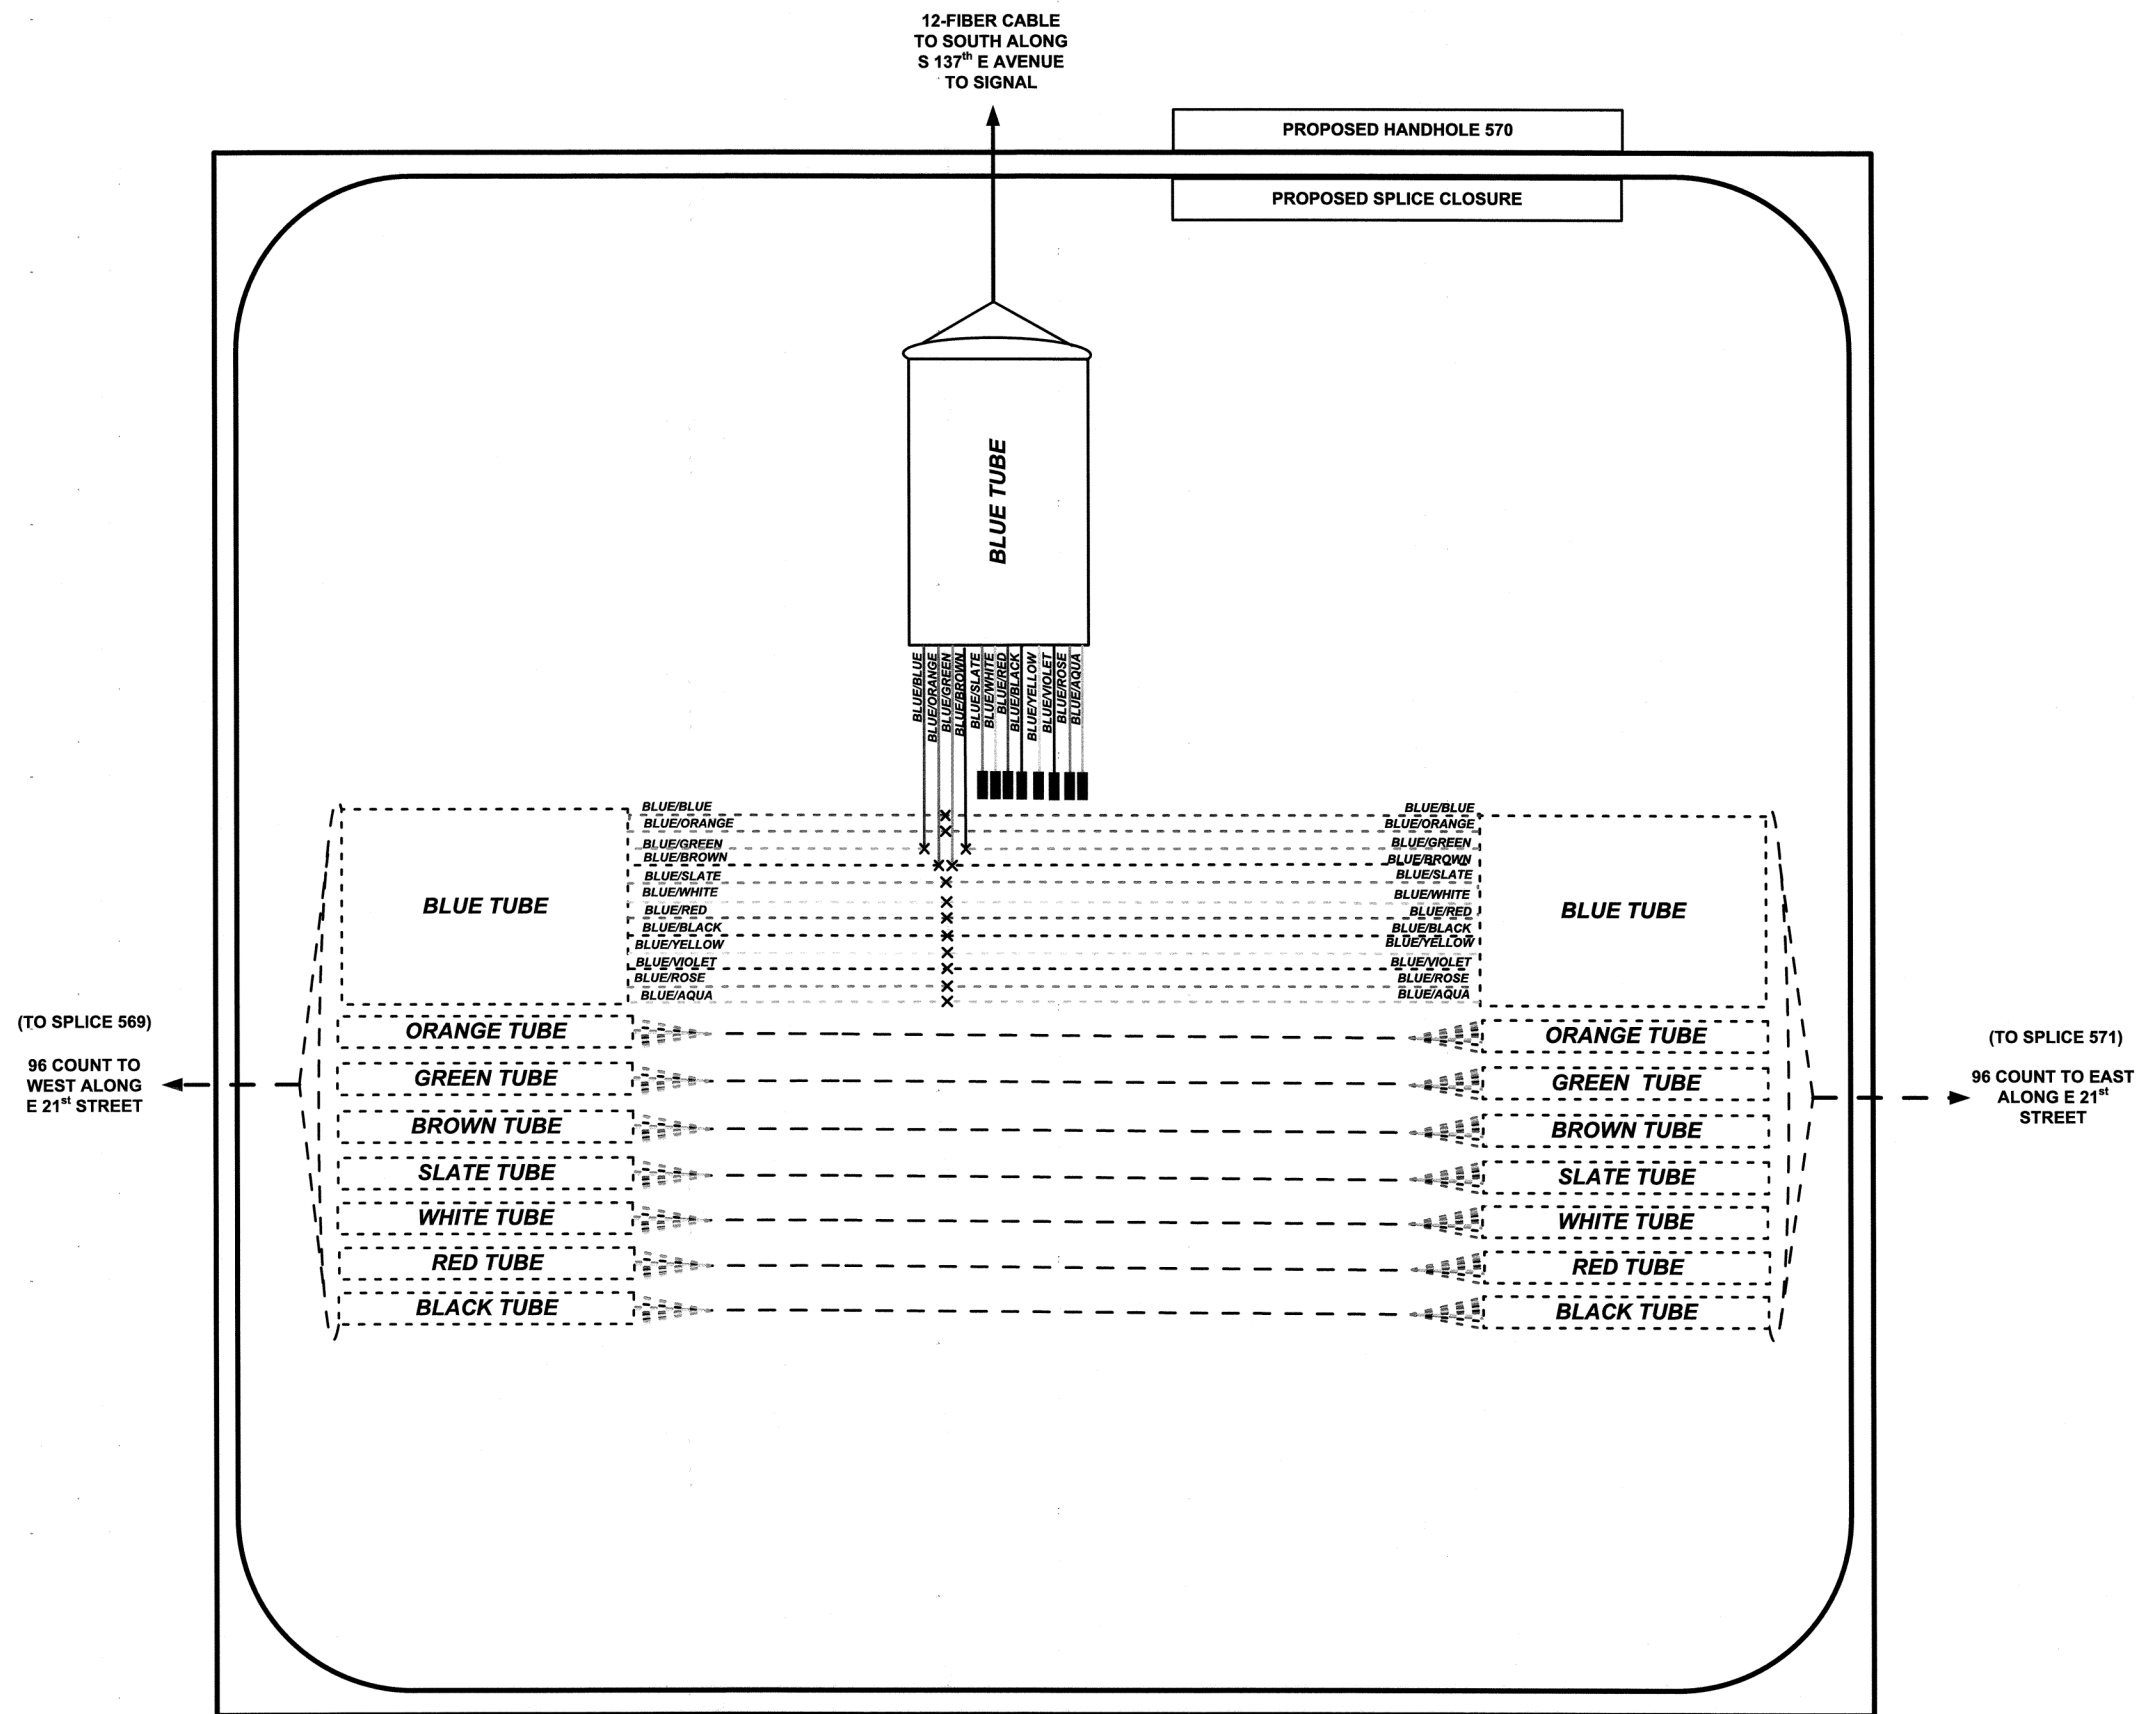 12-FIBER CABLE
TO SOUTH ALONG
S 137th E AVENUE
TO SIGNAL
PROPOSED HANDHOLE 570
PROPOSED SPLICE CLOSURE
BLUE TUBE
BLUE/BLUE
BLUE/ORANGE
BLUE/GREEN
BLUE/BROWN
BLUE/SLATE
BLUE/WHITE
BLUE/RED
BLUE/BLACK
BLUE/YELLOW
BLUE/VIOLET
BLUE/ROSE
BLUE/AQUA
(TO SPLICE 569)
96 COUNT TO
WEST ALONG
E 21st STREET
BLUE TUBE
BLUE/BLUE
BLUE/ORANGE
BLUE/GREEN
BLUE/BROWN
BLUE/SLATE
BLUE/WHITE
BLUE/RED
BLUE/BLACK
BLUE/YELLOW
BLUE/VIOLET
BLUE/ROSE
BLUE/AQUA
ORANGE TUBE
GREEN TUBE
BROWN TUBE
SLATE TUBE
WHITE TUBE
RED TUBE
BLACK TUBE
BLUE/BLUE
BLUE/ORANGE
BLUE/GREEN
BLUE/BROWN
BLUE/SLATE
BLUE/WHITE
BLUE/RED
BLUE/BLACK
BLUE/YELLOW
BLUE/VIOLET
BLUE/ROSE
BLUE/AQUA
BLUE TUBE
ORANGE TUBE
GREEN TUBE
BROWN TUBE
SLATE TUBE
WHITE TUBE
RED TUBE
BLACK TUBE
(TO SPLICE 571)
96 COUNT TO EAST
ALONG E 21st
STREET